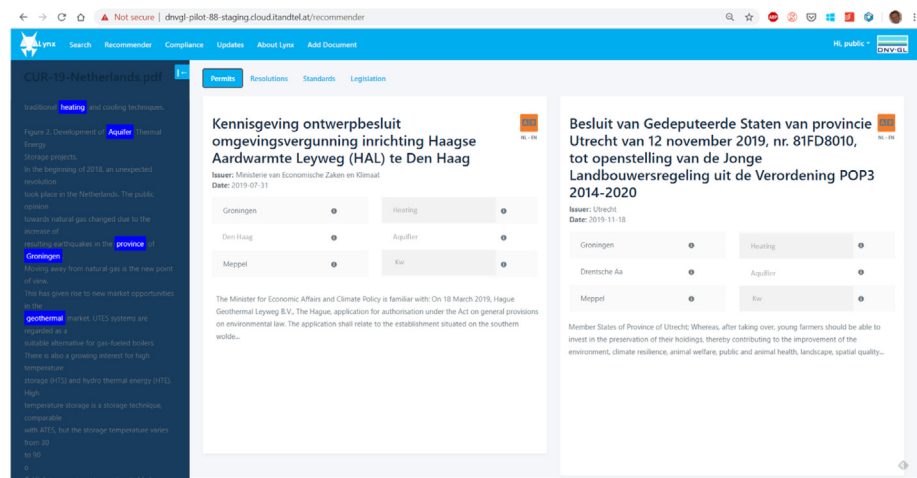 Not secure | dnvgl-pilot-88-staging.cloud.itandtel.at/recommender
Lynx Search Recommender Compliance Updates About Lynx Add Document Hi, public
DNV·GL
CUR-19-Netherlands.pdf
traditional heating and cooling techniques.
Figure 2. Development of Aquifer Thermal
Energy
Storage projects.
In the beginning of 2018, an unexpected
revolution
took place in the Netherlands. The public
opinion
towards natural gas changed due to the
increase of
resulting earthquakes in the province of
Groningen
Moving away from natural gas is the new point
of view.
This has given rise to new market opportunities
in the
geothermal market. UTES systems are
regarded as a
suitable alternative for gas-fueled boilers.
There is also a growing interest for high
temperature
storage (HTS) and hydro thermal energy (HTE).
High
temperature storage is a storage technique,
comparable
with ATES, but the storage temperature varies
from 30
to 90
o
Permits Resolutions Standards Legislation
Kennisgeving ontwerpbesluit
omgevingsvergunning inrichting Haagse
Aardwarmte Leyweg (HAL) te Den Haag
NL - EN
Issuer: Ministerie van Economische Zaken en Klimaat
Date: 2019-07-31
Groningen Heating
Den Haag Aquifier
Meppel Kw
The Minister for Economic Affairs and Climate Policy is familiar with: On 18 March 2019, Hague
Geothermal Leyweg B.V.. The Hague, application for authorisation under the Act on general provisions
on environmental law. The application shall relate to the establishment situated on the southern
wolde...
Besluit van Gedeputeerde Staten van provincie
Utrecht van 12 november 2019, nr. 81FD8010,
tot openstelling van de Jonge
Landbouwersregeling uit de Verordening POP3
2014-2020
NL - EN
Issuer: Utrecht
Date: 2019-11-18
Groningen Heating
Drentsche Aa Aquifier
Meppel Kw
Member States of Province of Utrecht; Whereas, after taking over, young farmers should be able to
invest in the preservation of their holdings, thereby contributing to the improvement of the
environment, climate resilience, animal welfare, public and animal health, landscape, spatial quality...